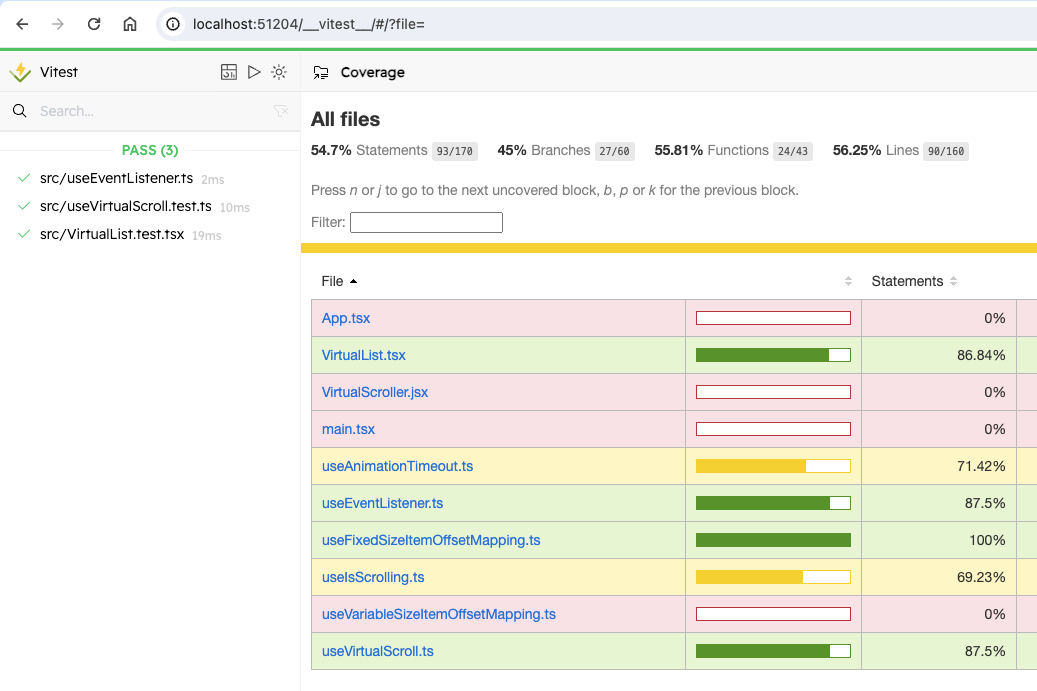 localhost:51204/__vitest__/#/?file=
Vitest
Search...
PASS (3)
src/useEventListener.ts 2ms
src/useVirtualScroll.test.ts 10ms
src/VirtualList.test.tsx 19ms
Coverage
All files
54.7% Statements 93/170 45% Branches 27/60 55.81% Functions 24/43 56.25% Lines 90/160
Press n or j to go to the next uncovered block, b, p or k for the previous block.
Filter:
File Statements
App.tsx 0%
VirtualList.tsx 86.84%
VirtualScroller.jsx 0%
main.tsx 0%
useAnimationTimeout.ts 71.42%
useEventListener.ts 87.5%
useFixedSizeItemOffsetMapping.ts 100%
useIsScrolling.ts 69.23%
useVariableSizeItemOffsetMapping.ts 0%
useVirtualScroll.ts 87.5%